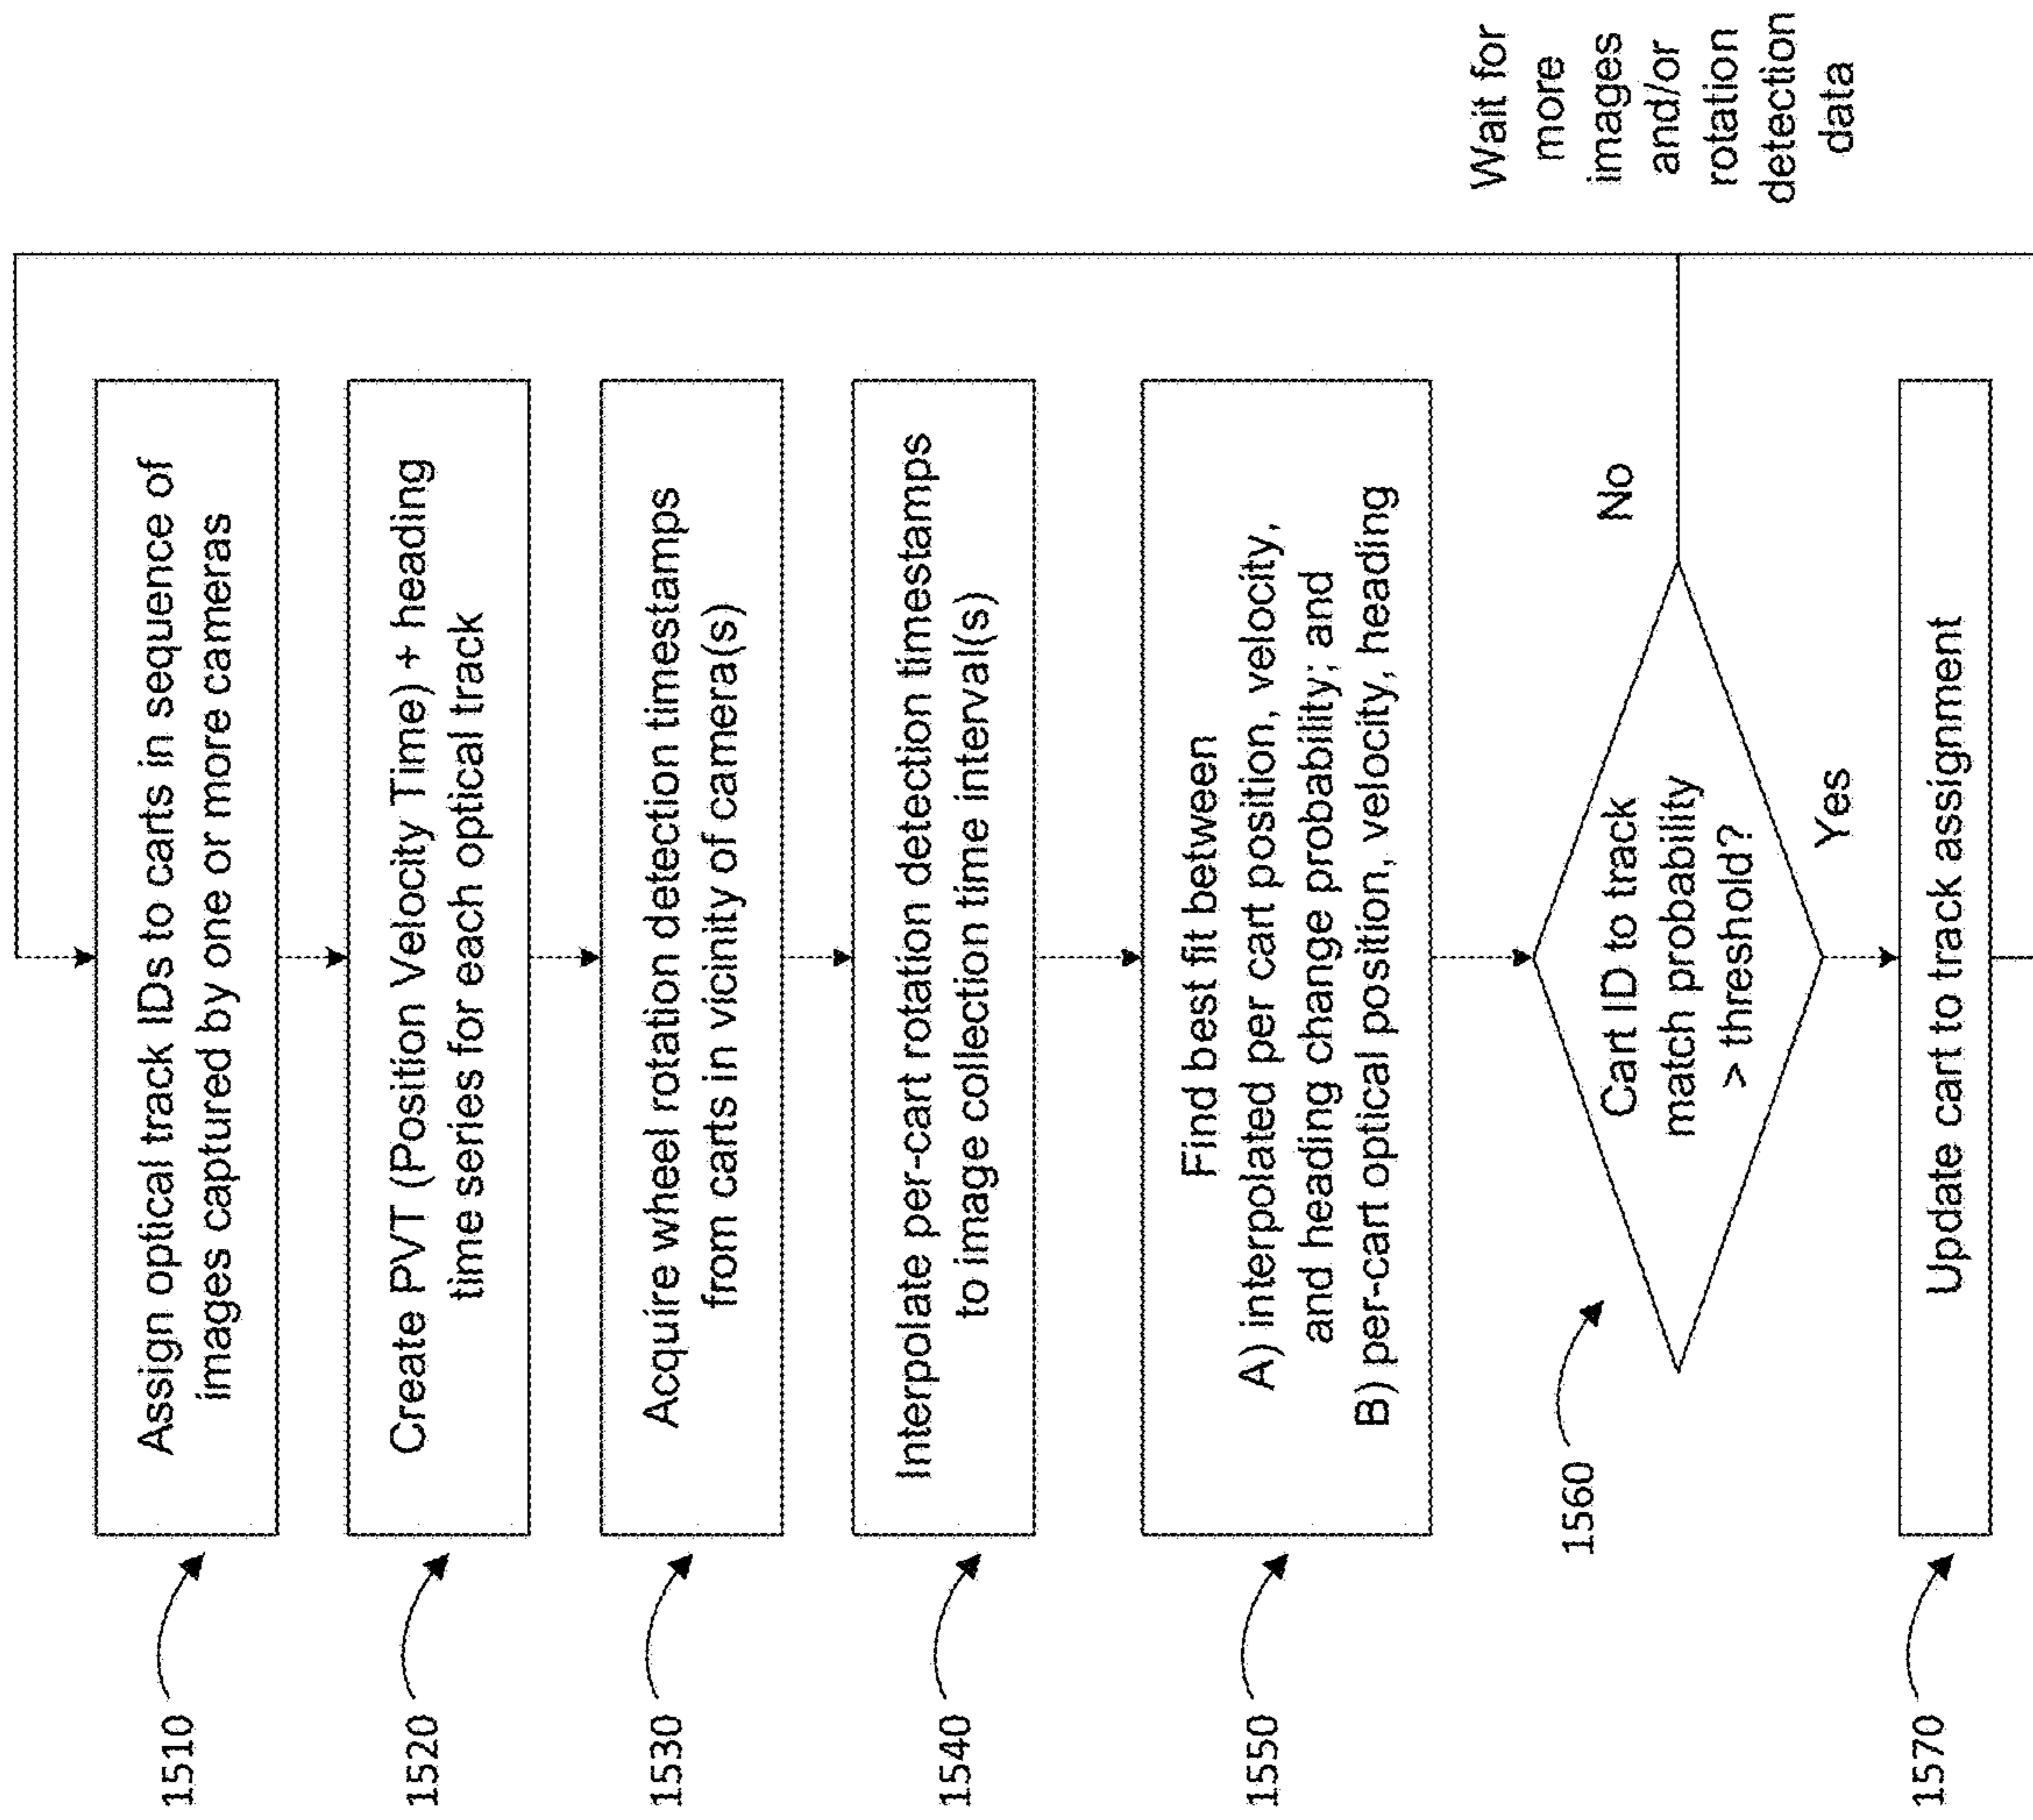 1510
Assign optical track IDs to carts in sequence of
images captured by one or more cameras
1520
Create PVT (Position Velocity Time) + heading
time series for each optical track
1530
Acquire wheel rotation detection timestamps
from carts in vicinity of camera(s)
1540
Interpolate per-cart rotation detection timestamps
to image collection time interval(s)
1550
Find best fit between
A) interpolated per cart position, velocity,
and heading change probability; and
B) per-cart optical position, velocity, heading
1560
Cart ID to track
match probability
> threshold?
No
Wait for
more
images
and/or
rotation
detection
data
Yes
1570
Update cart to track assignment